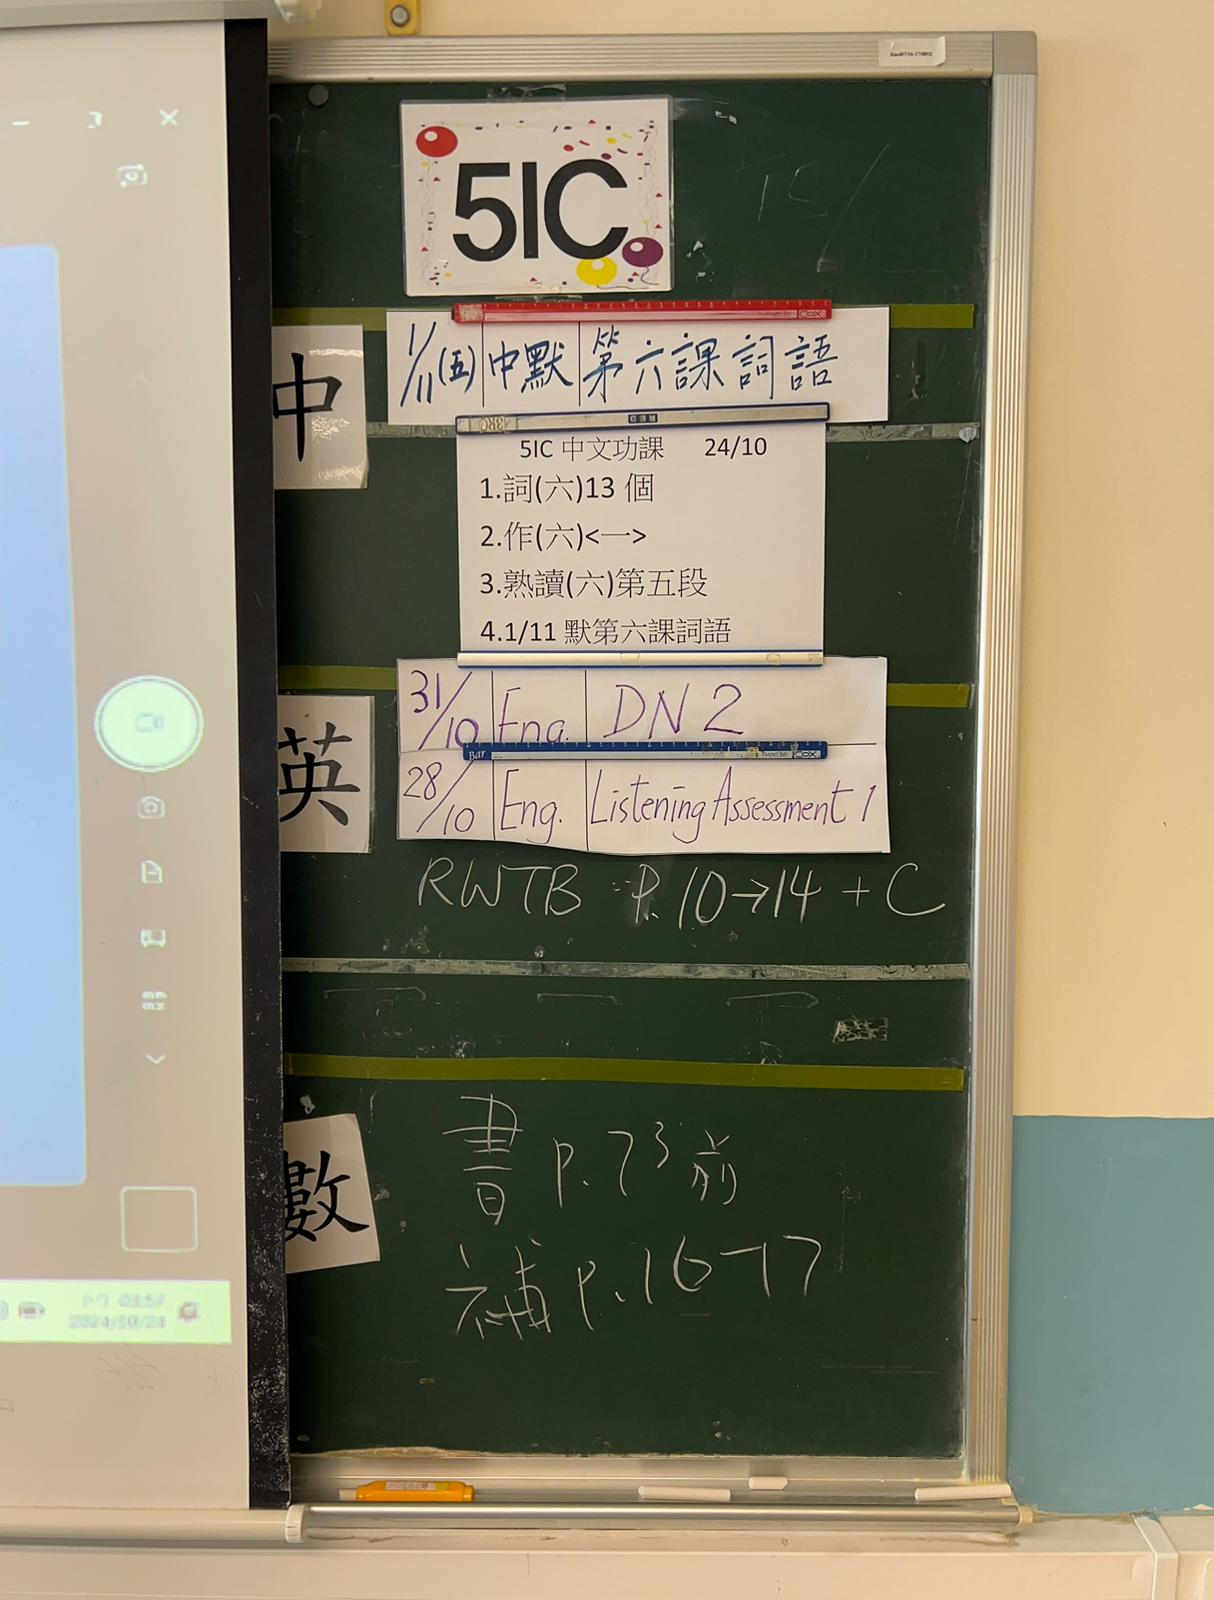 5IC
中
1/11 (五) 中默 第六課詞語
5IC 中文功課 24/10
1.詞(六)13 個
2.作(六)<一>
3.熟讀(六)第五段
4.1/11 默第六課詞語
英
31/10 Eng. DN 2
28/10 Eng. Listening Assessment 1
RWTB P.10→14 + C
數
書 P.73前
補 P.16-17
2024/10/24